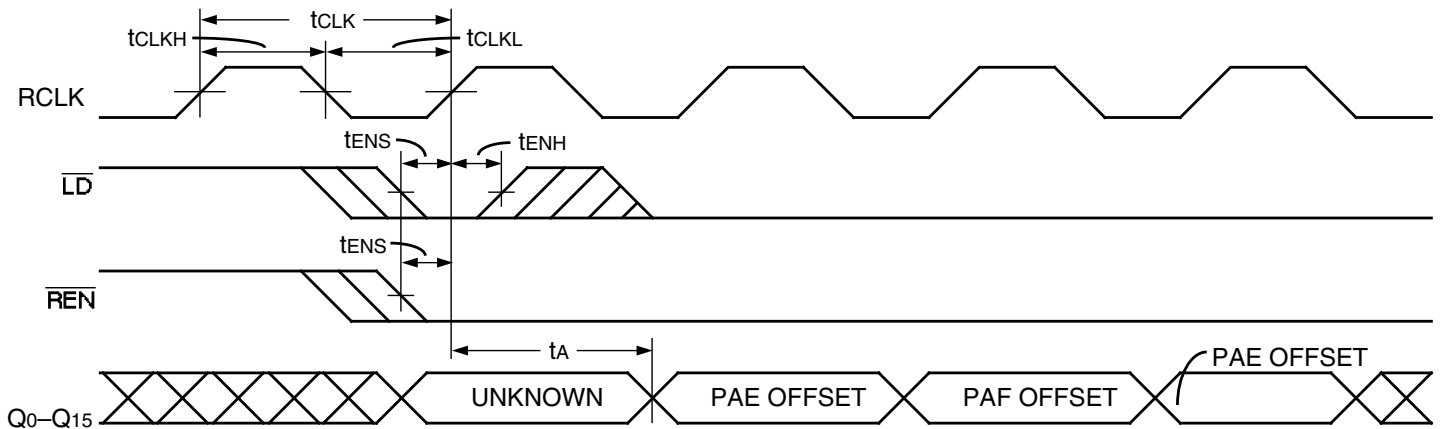 tCLK
tCLKH
tCLKL
RCLK
tENS
tENH
LD
tENS
REN
tA
PAE OFFSET
UNKNOWN
PAE OFFSET
PAF OFFSET
Q0–Q15